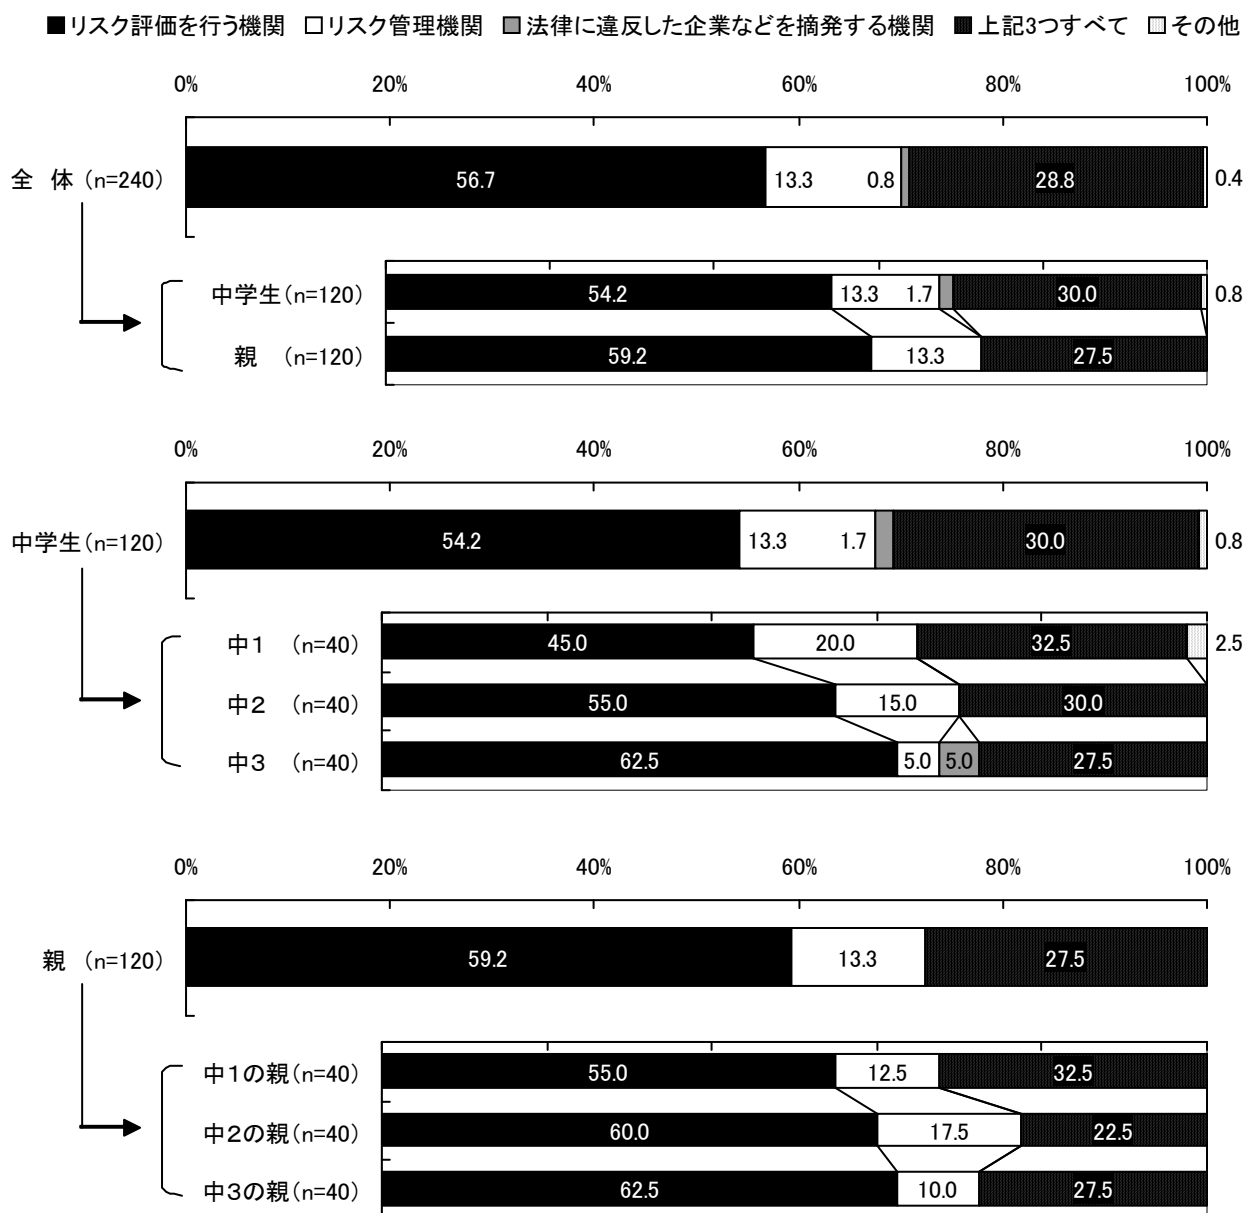 ■リスク評価を行う機関 □リスク管理機関 ■法律に違反した企業などを摘発する機関 ■上記3つすべて □その他
0% 20% 40% 60% 80% 100%
全 体 (n=240) 56.7 13.3 0.8 28.8 0.4
中学生(n=120) 54.2 13.3 1.7 30.0 0.8
親 (n=120) 59.2 13.3 27.5
0% 20% 40% 60% 80% 100%
中学生(n=120) 54.2 13.3 1.7 30.0 0.8
中1 (n=40) 45.0 20.0 32.5 2.5
中2 (n=40) 55.0 15.0 30.0
中3 (n=40) 62.5 5.0 5.0 27.5
0% 20% 40% 60% 80% 100%
親 (n=120) 59.2 13.3 27.5
中1の親(n=40) 55.0 12.5 32.5
中2の親(n=40) 60.0 17.5 22.5
中3の親(n=40) 62.5 10.0 27.5